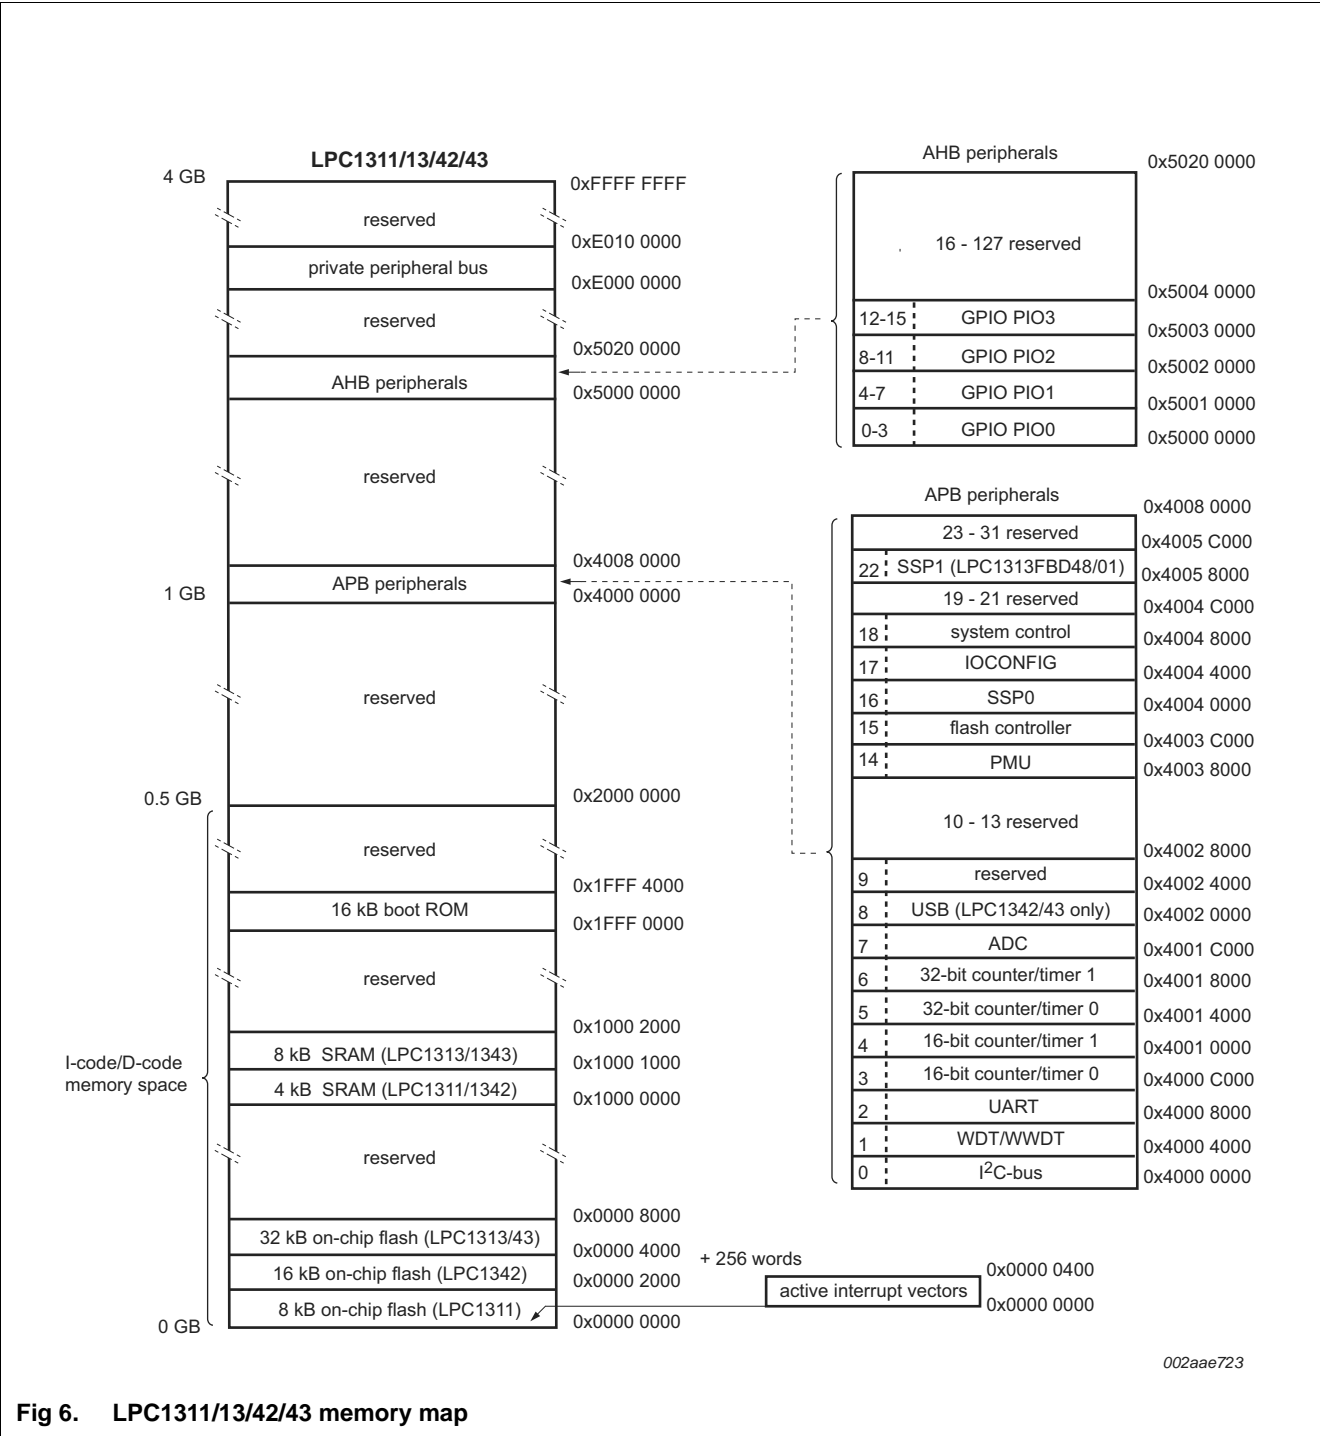 LPC1311/13/42/43
4 GB
0xFFFF FFFF
reserved
0xE010 0000
private peripheral bus
0xE000 0000
reserved
0x5020 0000
AHB peripherals
0x5000 0000
reserved
0x4008 0000
APB peripherals
1 GB
0x4000 0000
reserved
0.5 GB
0x2000 0000
reserved
0x1FFF 4000
16 kB boot ROM
0x1FFF 0000
reserved
0x1000 2000
8 kB SRAM (LPC1313/1343)
0x1000 1000
I-code/D-code
memory space
4 kB SRAM (LPC1311/1342)
0x1000 0000
reserved
0x0000 8000
32 kB on-chip flash (LPC1313/43)
0x0000 4000
16 kB on-chip flash (LPC1342)
0x0000 2000
8 kB on-chip flash (LPC1311)
0 GB
0x0000 0000
+ 256 words
active interrupt vectors
0x0000 0400
0x0000 0000
AHB peripherals
0x5020 0000
16 - 127 reserved
0x5004 0000
12-15 GPIO PIO3
0x5003 0000
8-11 GPIO PIO2
0x5002 0000
4-7 GPIO PIO1
0x5001 0000
0-3 GPIO PIO0
0x5000 0000
APB peripherals
0x4008 0000
23 - 31 reserved
0x4005 C000
22 SSP1 (LPC1313FBD48/01)
0x4005 8000
19 - 21 reserved
0x4004 C000
18 system control
0x4004 8000
17 IOCONFIG
0x4004 4000
16 SSP0
0x4004 0000
15 flash controller
0x4003 C000
14 PMU
0x4003 8000
10 - 13 reserved
0x4002 8000
9 reserved
0x4002 4000
8 USB (LPC1342/43 only)
0x4002 0000
7 ADC
0x4001 C000
6 32-bit counter/timer 1
0x4001 8000
5 32-bit counter/timer 0
0x4001 4000
4 16-bit counter/timer 1
0x4001 0000
3 16-bit counter/timer 0
0x4000 C000
2 UART
0x4000 8000
1 WDT/WWDT
0x4000 4000
0 I2C-bus
0x4000 0000
002aae723
Fig 6. LPC1311/13/42/43 memory map